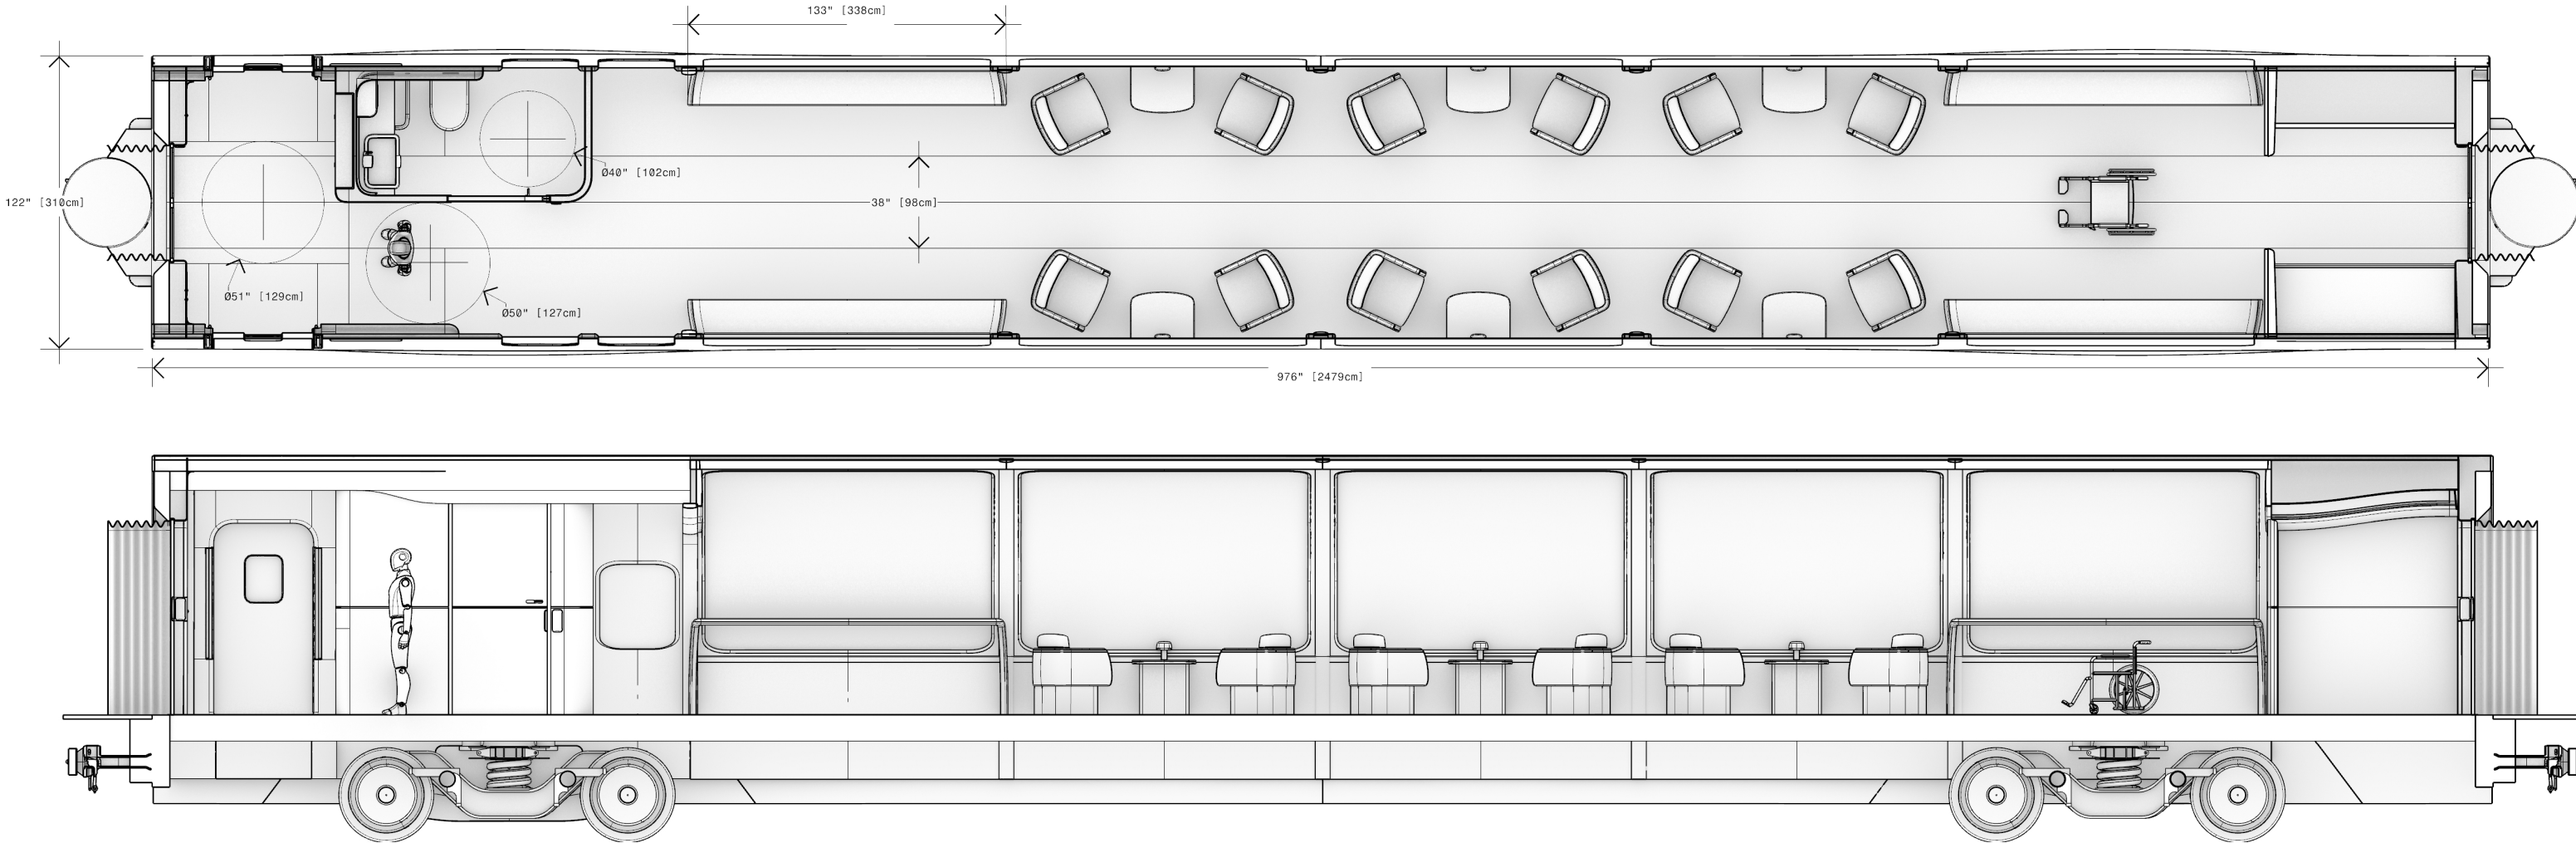 133" [338cm]
Ø40" [102cm]
122" [310cm]
38" [98cm]
Ø51" [129cm]
Ø50" [127cm]
976" [2479cm]